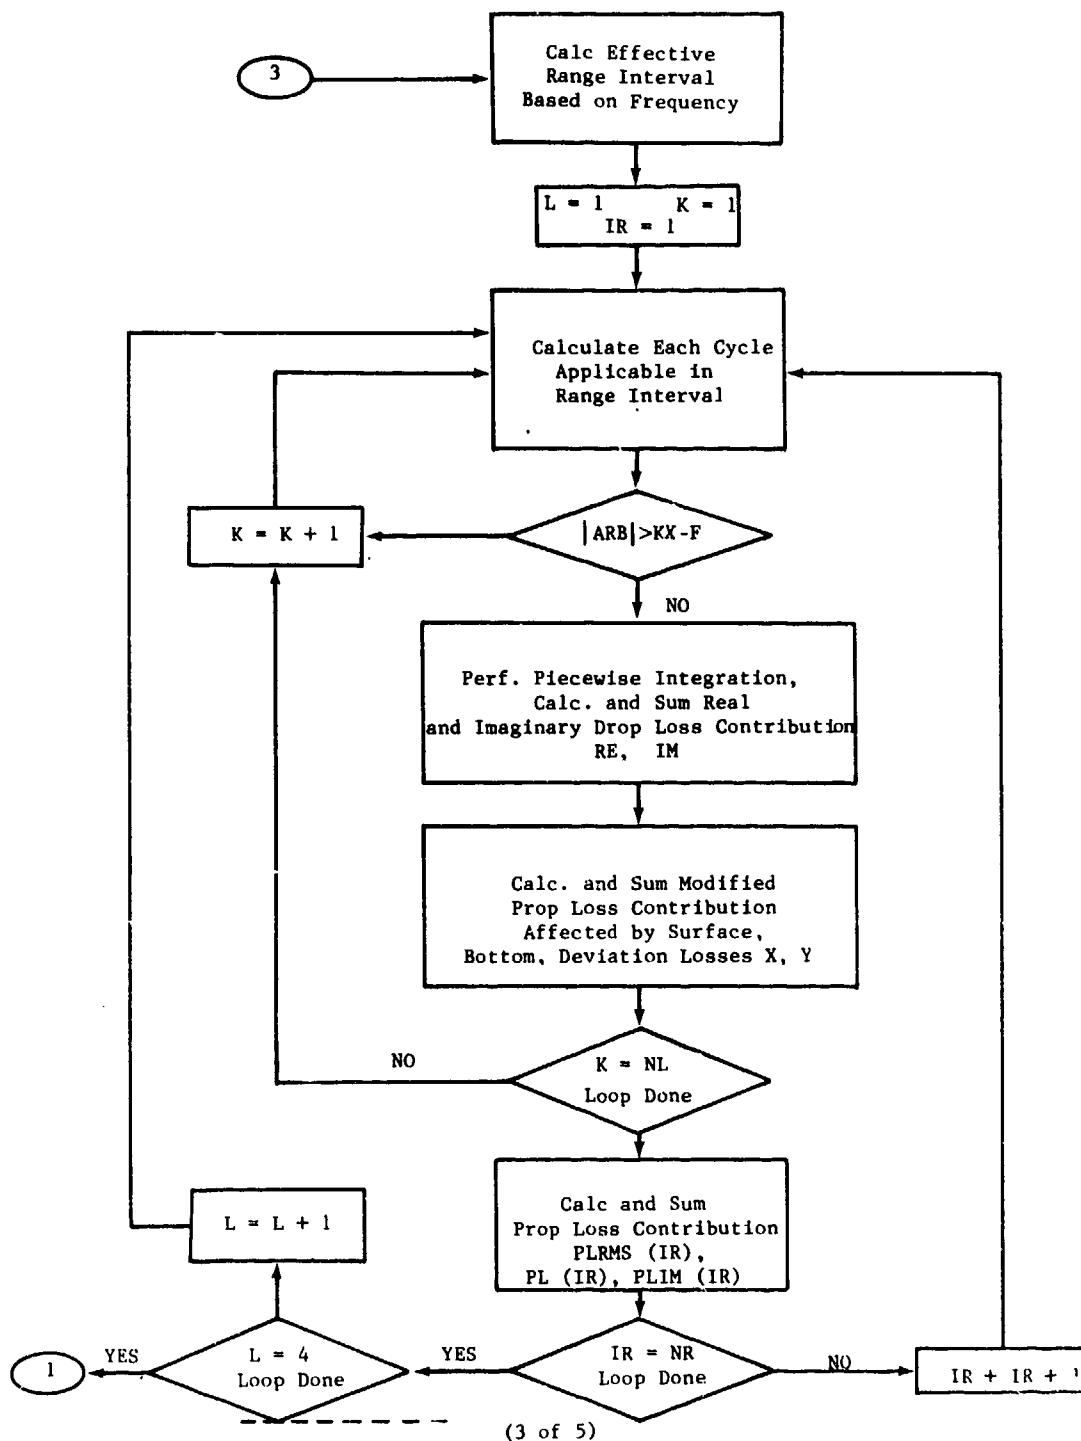 3
Calc Effective
Range Interval
Based on Frequency
L = 1 K = 1
IR = 1
Calculate Each Cycle
Applicable in
Range Interval
K = K + 1
|ARB|>KX-F
NO
Perf. Piecewise Integration,
Calc. and Sum Real
and Imaginary Drop Loss Contribution
RE, IM
Calc. and Sum Modified
Prop Loss Contribution
Affected by Surface,
Bottom, Deviation Losses X, Y
NO
K = NL
Loop Done
L = L + 1
Calc and Sum
Prop Loss Contribution
PLRMS (IR),
PL (IR), PLIM (IR)
1
YES
L = 4
Loop Done
YES
IR = NR
Loop Done
NO
IR + IR + 1
(3 of 5)